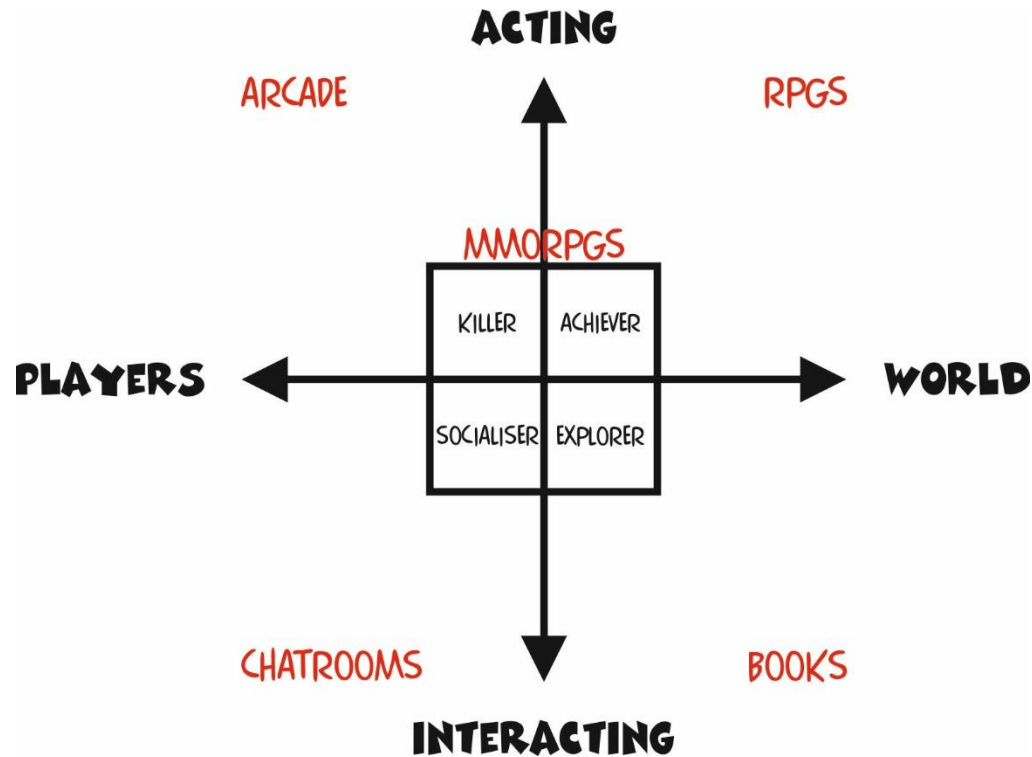 ACTING
ARCADE RPGS
MMORPGS
KILLER ACHIEVER
PLAYERS WORLD
SOCIALISER EXPLORER
CHATROOMS BOOKS
INTERACTING